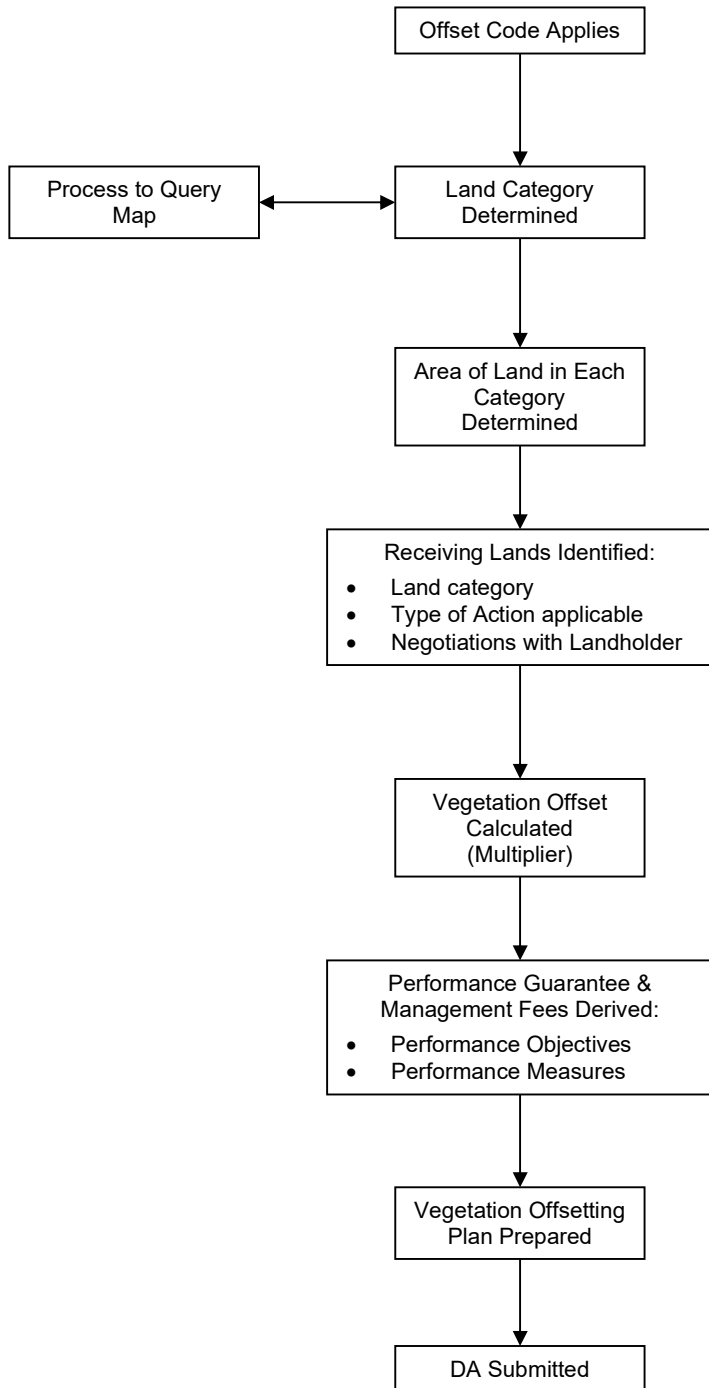 Offset Code Applies
Process to Query
Map
Land Category
Determined
Area of Land in Each
Category
Determined
Receiving Lands Identified:
• Land category
• Type of Action applicable
• Negotiations with Landholder
Vegetation Offset
Calculated
(Multiplier)
Performance Guarantee &
Management Fees Derived:
• Performance Objectives
• Performance Measures
Vegetation Offsetting
Plan Prepared
DA Submitted